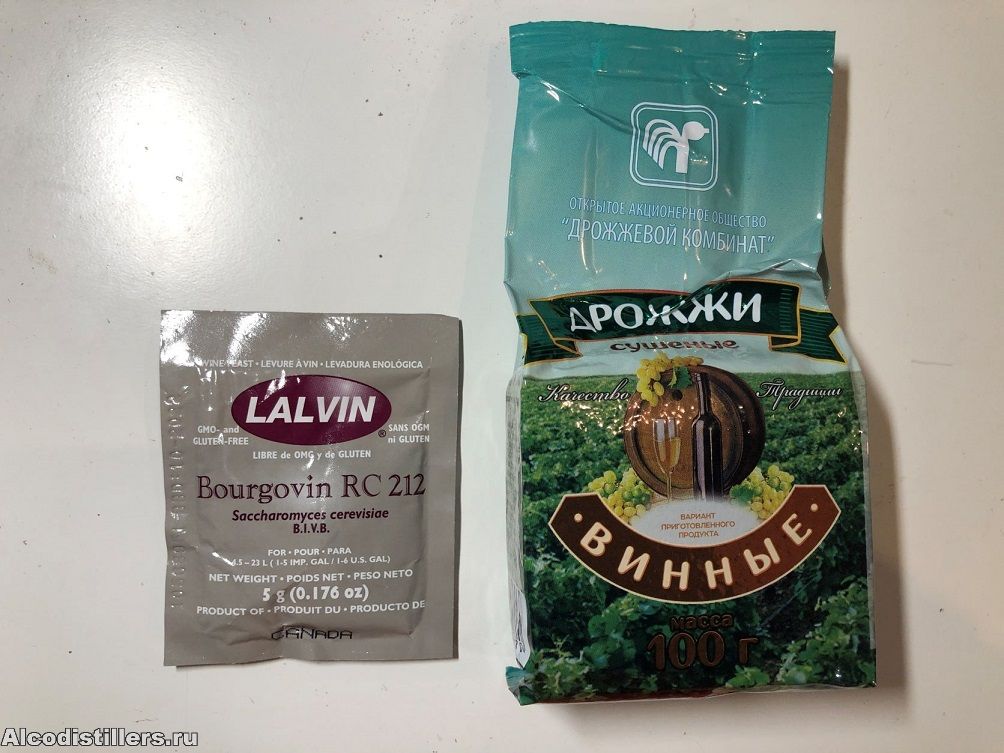 WINE YEAST • LEVURE À VIN • LEVADURA ENOLÓGICA
LALVIN
®
GMO- and
GLUTEN-FREE
SANS OGM
ni GLUTEN
LIBRE de OMG y de GLUTEN
Bourgovin RC 212
Saccharomyces cerevisiae
B.I.V.B.
FOR • POUR • PARA
4.5 – 23 L ( 1-5 IMP. GAL / 1-6 U.S. GAL)
NET WEIGHT • POIDS NET • PESO NETO
5 g (0.176 oz)
PRODUCT OF • PRODUIT DU • PRODUCTO DE
CANADA
ОТКРЫТОЕ АКЦИОНЕРНОЕ ОБЩЕСТВО
"ДРОЖЖЕВОЙ КОМБИНАТ"
ДРОЖЖИ
сушеные
Качество
Традиции
ВАРИАНТ
ПРИГОТОВЛЕННОГО
ПРОДУКТА
• ВИННЫЕ •
масса
100 г
Alcodistillers.ru